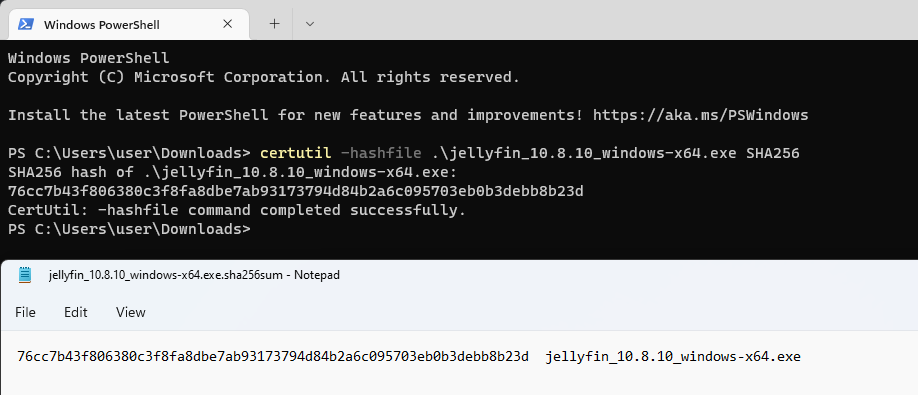 Windows PowerShell
Windows PowerShell
Copyright (C) Microsoft Corporation. All rights reserved.
Install the latest PowerShell for new features and improvements! https://aka.ms/PSWindows
PS C:\Users\user\Downloads> certutil -hashfile .\jellyfin_10.8.10_windows-x64.exe SHA256
SHA256 hash of .\jellyfin_10.8.10_windows-x64.exe:
76cc7b43f806380c3f8fa8dbe7ab93173794d84b2a6c095703eb0b3debb8b23d
CertUtil: -hashfile command completed successfully.
PS C:\Users\user\Downloads>
jellyfin_10.8.10_windows-x64.exe.sha256sum - Notepad
File Edit View
76cc7b43f806380c3f8fa8dbe7ab93173794d84b2a6c095703eb0b3debb8b23d  jellyfin_10.8.10_windows-x64.exe